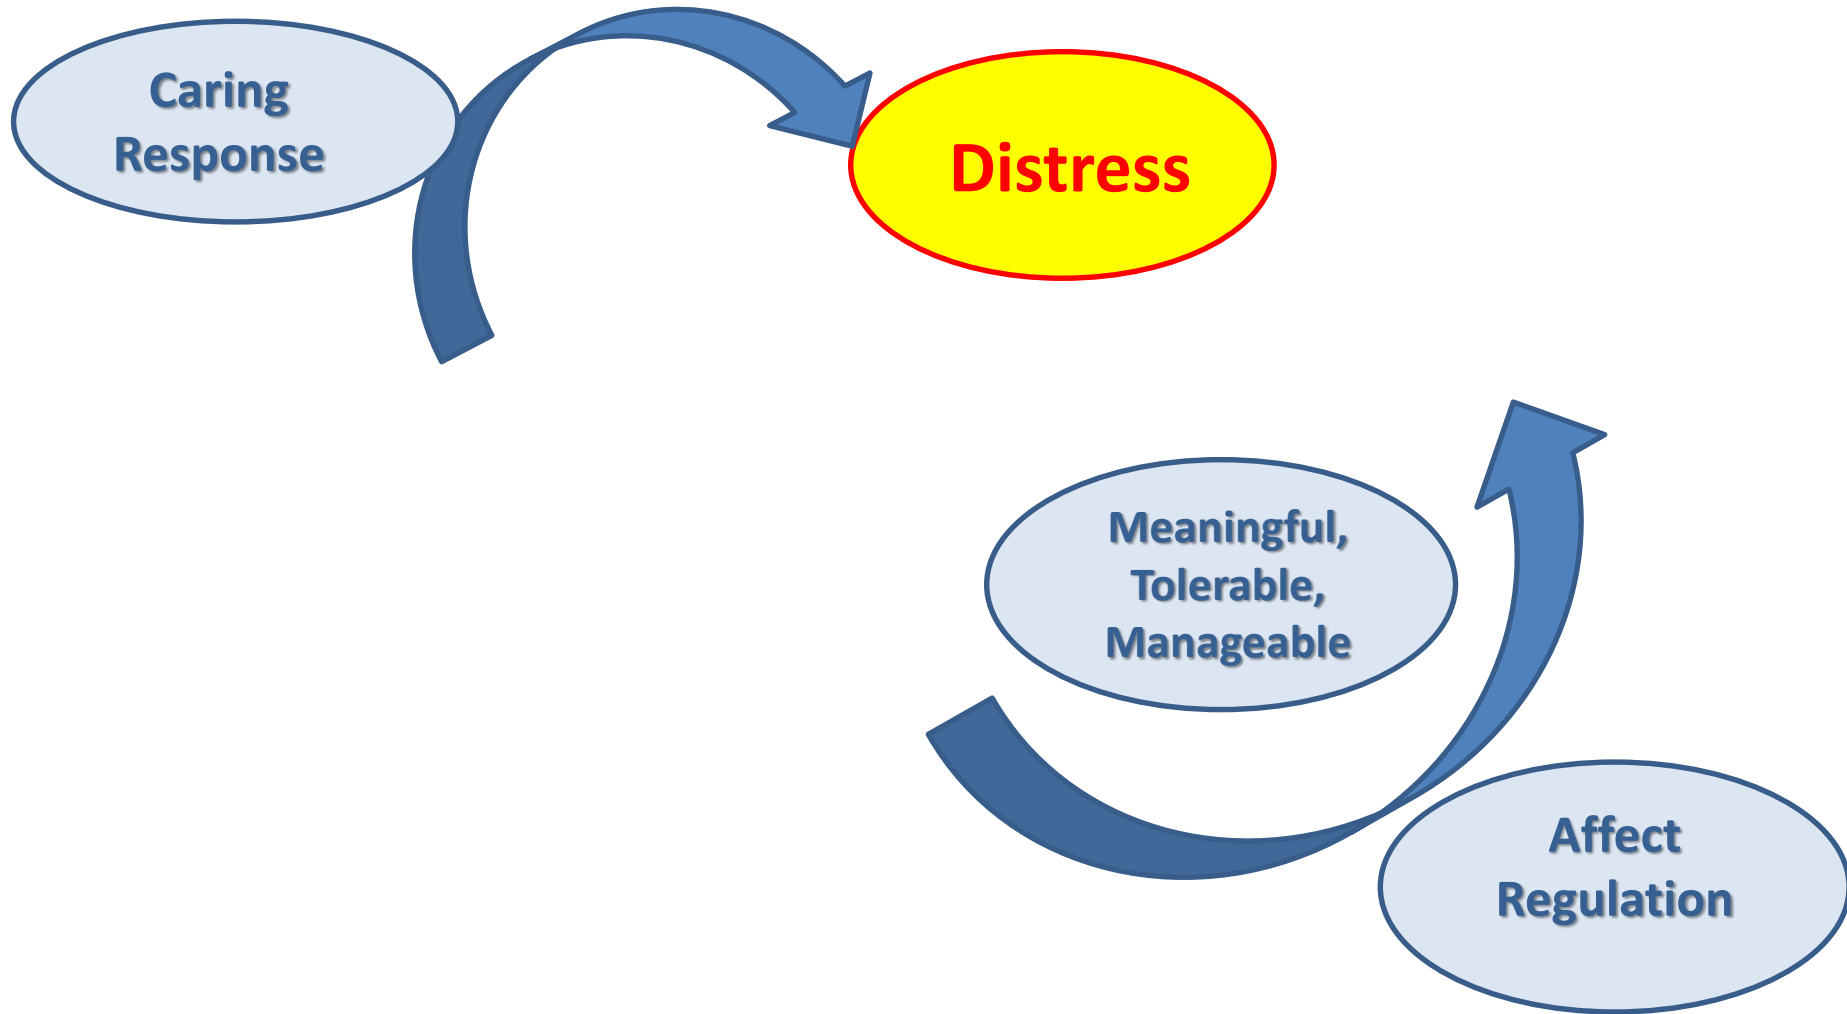 Caring
Response
Distress
Meaningful,
Tolerable,
Manageable
Affect
Regulation